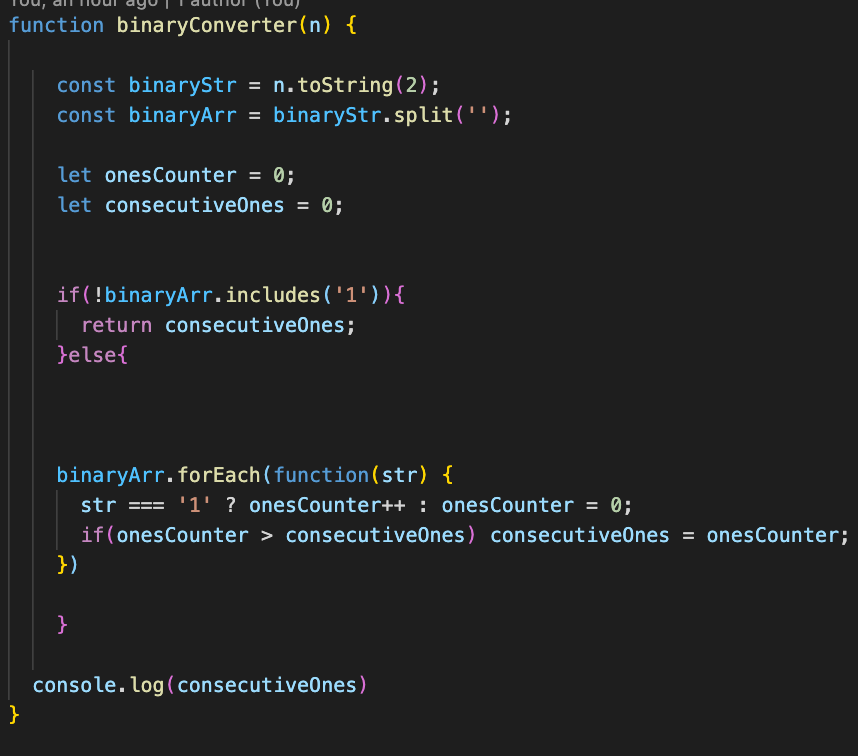 You, an hour ago | 1 author (You)
function binaryConverter(n) {
const binaryStr = n.toString(2);
const binaryArr = binaryStr.split('');
let onesCounter = 0;
let consecutiveOnes = 0;
if(!binaryArr.includes('1')){
return consecutiveOnes;
}else{
binaryArr.forEach(function(str) {
str === '1' ? onesCounter++ : onesCounter = 0;
if(onesCounter > consecutiveOnes) consecutiveOnes = onesCounter;
})
}
console.log(consecutiveOnes)
}